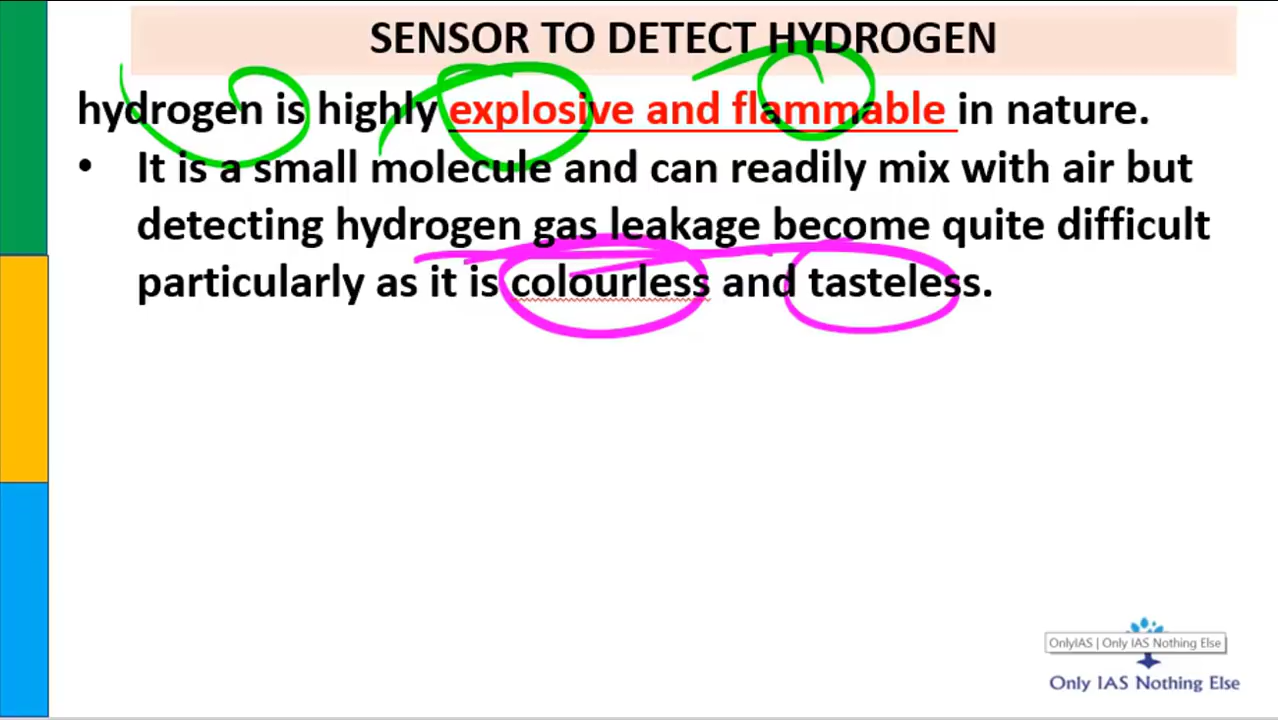 SENSOR TO DETECT HYDROGEN
hydrogen is highly explosive and flammable in nature.
• It is a small molecule and can readily mix with air but
detecting hydrogen gas leakage become quite difficult
particularly as it is colourless and tasteless.
OnlyIAS | Only IAS Nothing Else
Only IAS Nothing Else